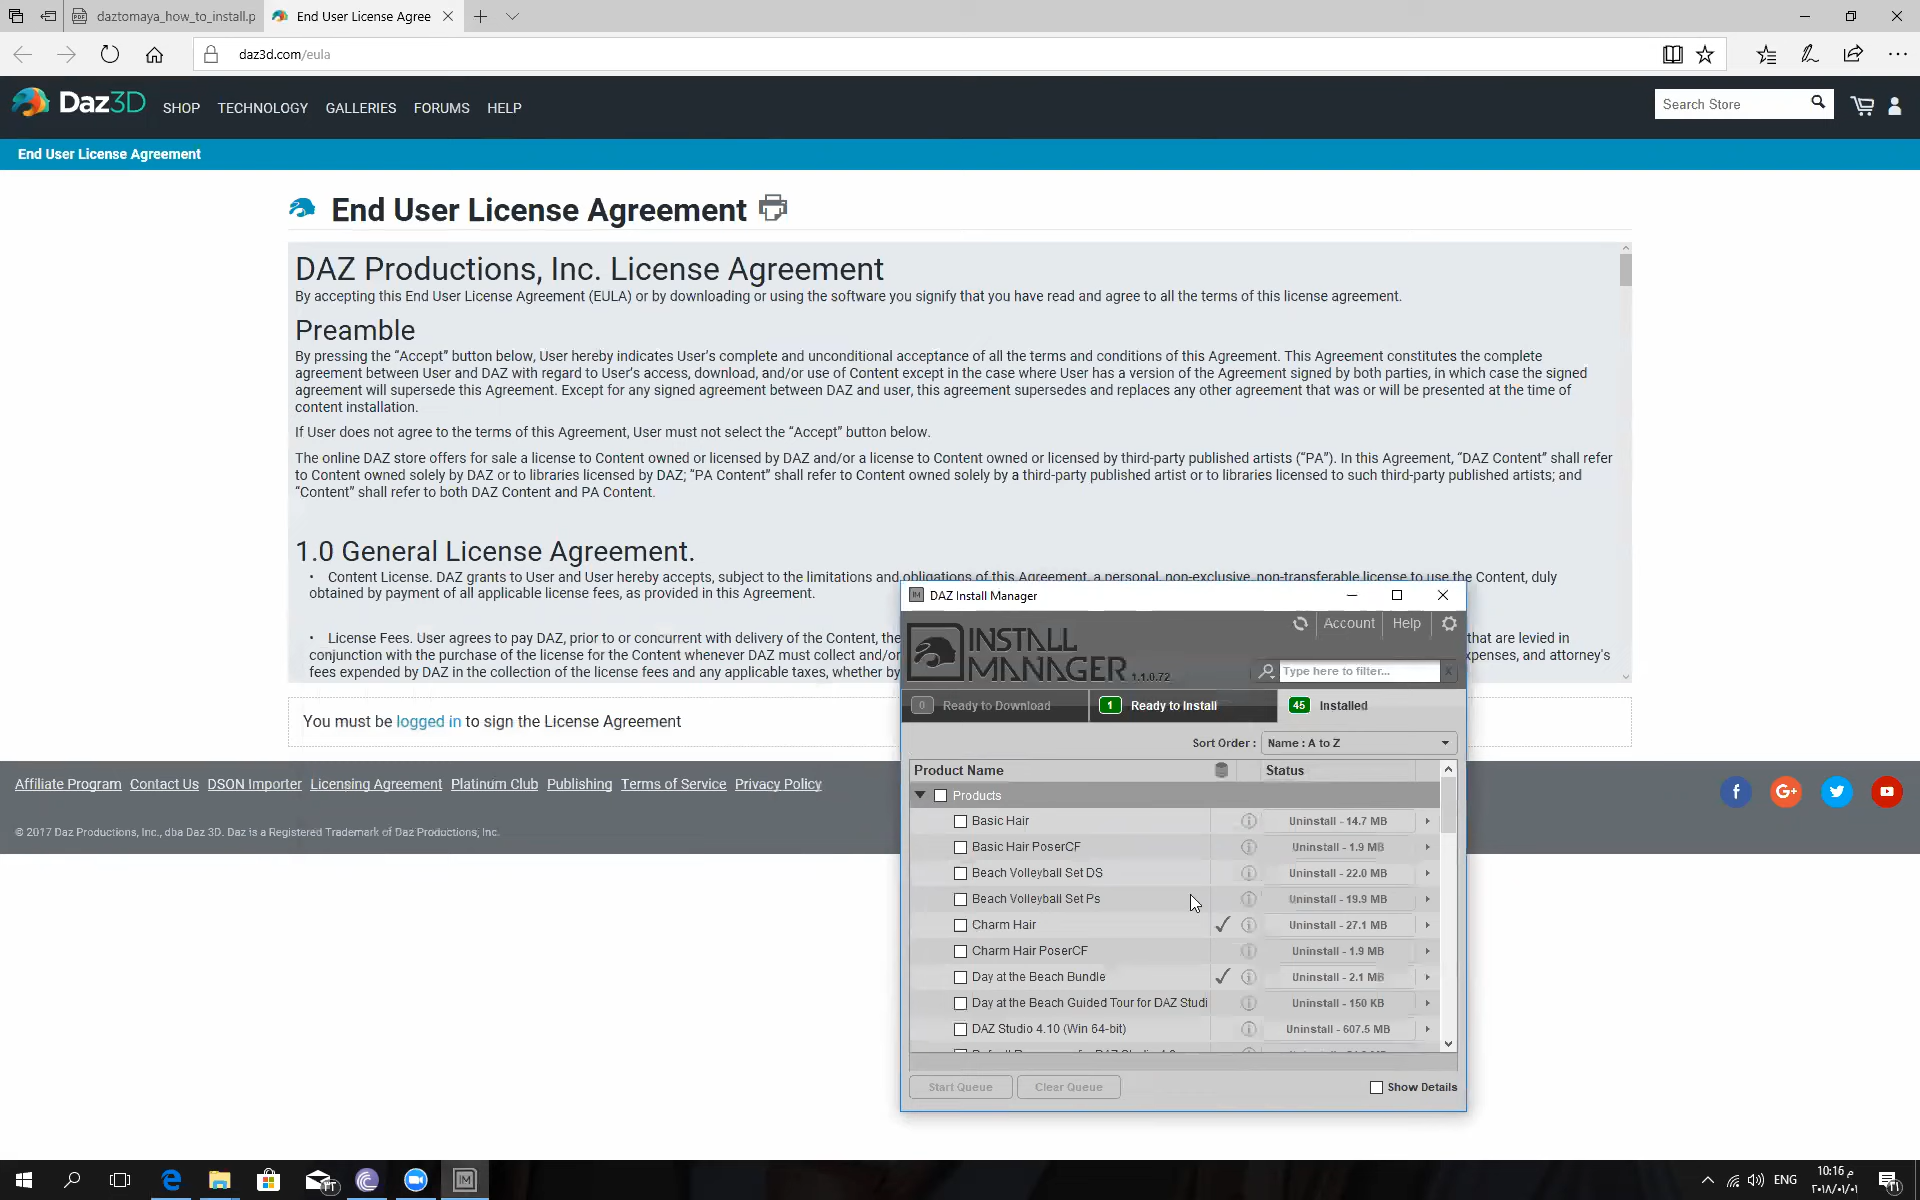 daztomaya_how_to_install.p
End User License Agree
daz3d.com/eula
Daz3D
SHOP
TECHNOLOGY
GALLERIES
FORUMS
HELP
Search Store
End User License Agreement
End User License Agreement
DAZ Productions, Inc. License Agreement
By accepting this End User License Agreement (EULA) or by downloading or using the software you signify that you have read and agree to all the terms of this license agreement.
Preamble
By pressing the “Accept” button below, User hereby indicates User’s complete and unconditional acceptance of all the terms and conditions of this Agreement. This Agreement constitutes the complete
agreement between User and DAZ with regard to User’s access, download, and/or use of Content except in the case where User has a version of the Agreement signed by both parties, in which case the signed
agreement will supersede this Agreement. Except for any signed agreement between DAZ and user, this agreement supersedes and replaces any other agreement that was or will be presented at the time of
content installation.
If User does not agree to the terms of this Agreement, User must not select the “Accept” button below.
The online DAZ store offers for sale a license to Content owned or licensed by DAZ and/or a license to Content owned or licensed by third-party published artists (“PA”). In this Agreement, “DAZ Content” shall refer
to Content owned solely by DAZ or to libraries licensed by DAZ; “PA Content” shall refer to Content owned solely by a third-party published artist or to libraries licensed to such third-party published artists; and
“Content” shall refer to both DAZ Content and PA Content.
1.0 General License Agreement.
• Content License. DAZ grants to User and User hereby accepts, subject to the limitations and obligations of this Agreement, a personal, non-exclusive, non-transferable license to use the Content, duly
obtained by payment of all applicable license fees, as provided in this Agreement.
• License Fees. User agrees to pay DAZ, prior to or concurrent with delivery of the Content, the that are levied in
conjunction with the purchase of the license for the Content whenever DAZ must collect and/or expenses, and attorney's
fees expended by DAZ in the collection of the license fees and any applicable taxes, whether by
You must be logged in to sign the License Agreement
Affiliate Program
Contact Us
DSON Importer
Licensing Agreement
Platinum Club
Publishing
Terms of Service
Privacy Policy
© 2017 Daz Productions, Inc., dba Daz 3D. Daz is a Registered Trademark of Daz Productions, Inc.
DAZ Install Manager
INSTALL
MANAGER 1.1.0.72
Account
Help
Type here to filter...
0 Ready to Download
1 Ready to Install
45 Installed
Sort Order :
Name : A to Z
Product Name
Status
Products
Basic Hair
Uninstall - 14.7 MB
Basic Hair PoserCF
Uninstall - 1.9 MB
Beach Volleyball Set DS
Uninstall - 22.0 MB
Beach Volleyball Set Ps
Uninstall - 19.9 MB
Charm Hair
Uninstall - 27.1 MB
Charm Hair PoserCF
Uninstall - 1.9 MB
Day at the Beach Bundle
Uninstall - 2.1 MB
Day at the Beach Guided Tour for DAZ Studi
Uninstall - 150 KB
DAZ Studio 4.10 (Win 64-bit)
Uninstall - 607.5 MB
Start Queue
Clear Queue
Show Details
ENG
10:16 م
٢٠١٨/٠١/٠١